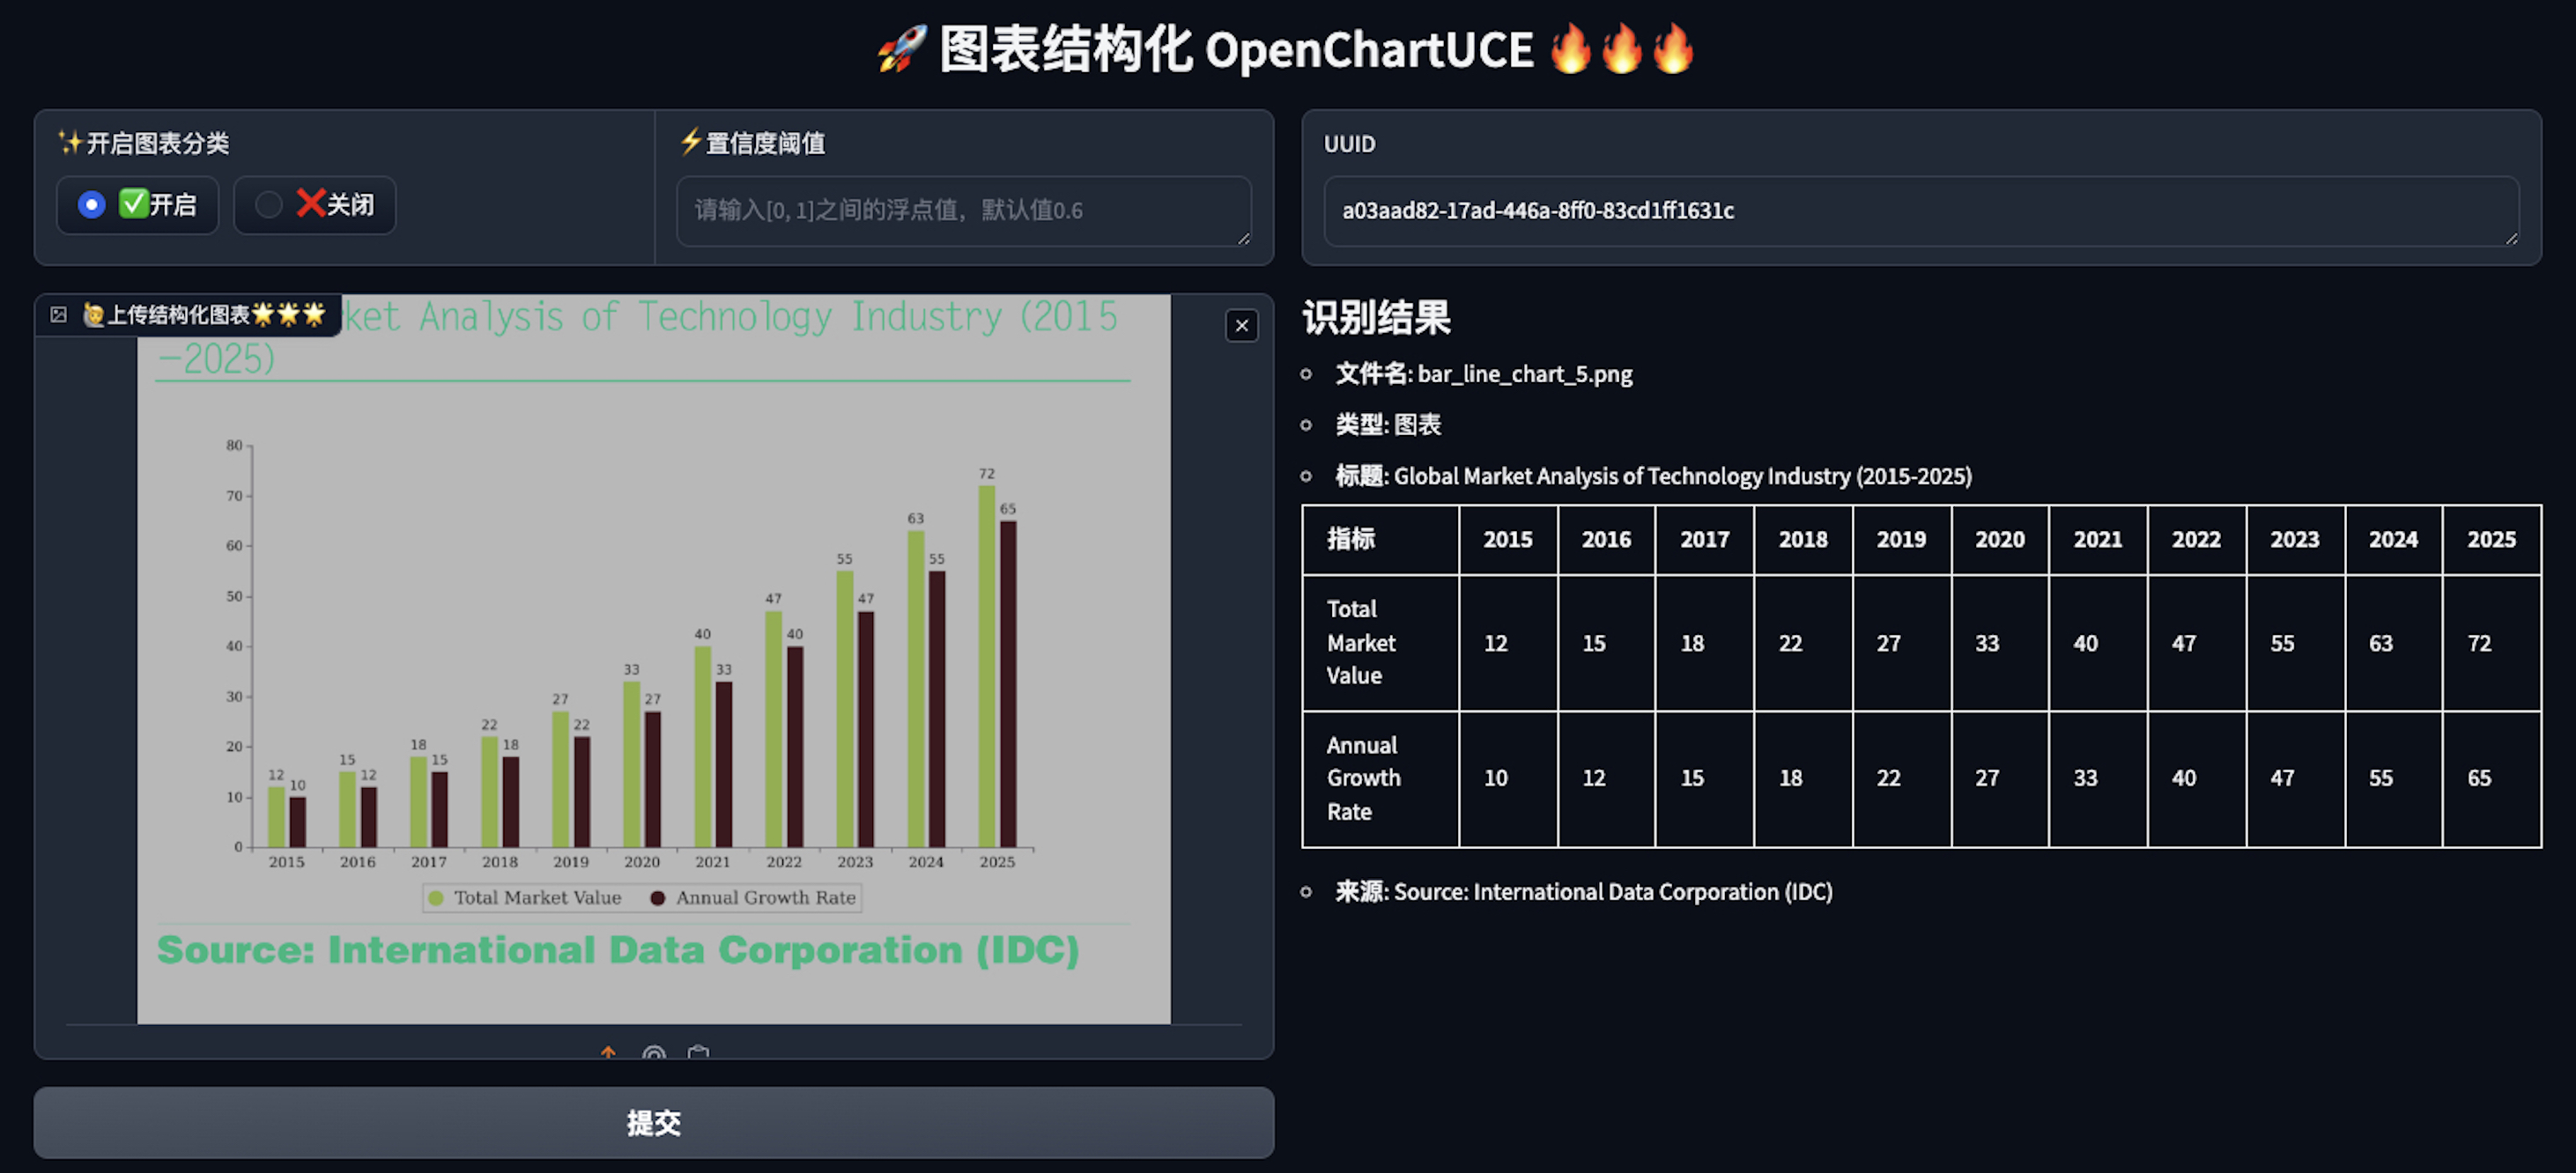 🚀 图表结构化 OpenChartUCE 🔥🔥🔥
✨开启图表分类
✅开启 ❌关闭
⚡置信度阈值
请输入[0, 1]之间的浮点值，默认值0.6
UUID
a03aad82-17ad-446a-8ff0-83cd1ff1631c
🙋上传结构化图表🌟🌟🌟
ket Analysis of Technology Industry (2015
-2025)
80
70
60
50
40
30
20
10
0
12 10 15 12 18 15 22 18 27 22 33 27 40 33 47 40 55 47 63 55 72 65
2015 2016 2017 2018 2019 2020 2021 2022 2023 2024 2025
Total Market Value Annual Growth Rate
Source: International Data Corporation (IDC)
提交
识别结果
文件名: bar_line_chart_5.png
类型: 图表
标题: Global Market Analysis of Technology Industry (2015-2025)
指标 2015 2016 2017 2018 2019 2020 2021 2022 2023 2024 2025
Total
Market
Value
12 15 18 22 27 33 40 47 55 63 72
Annual
Growth
Rate
10 12 15 18 22 27 33 40 47 55 65
来源: Source: International Data Corporation (IDC)